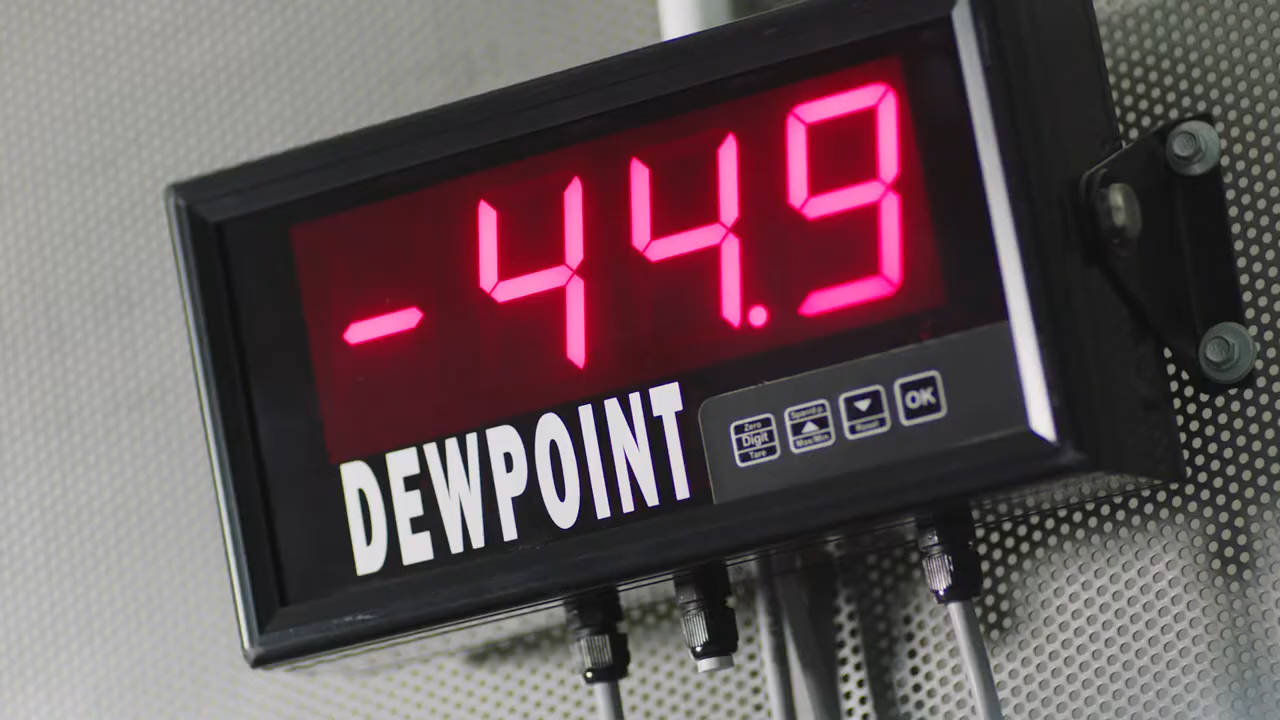 -44.9
DEWPOINT
Zero
Digit
Tare
Max/Min
Reset
OK